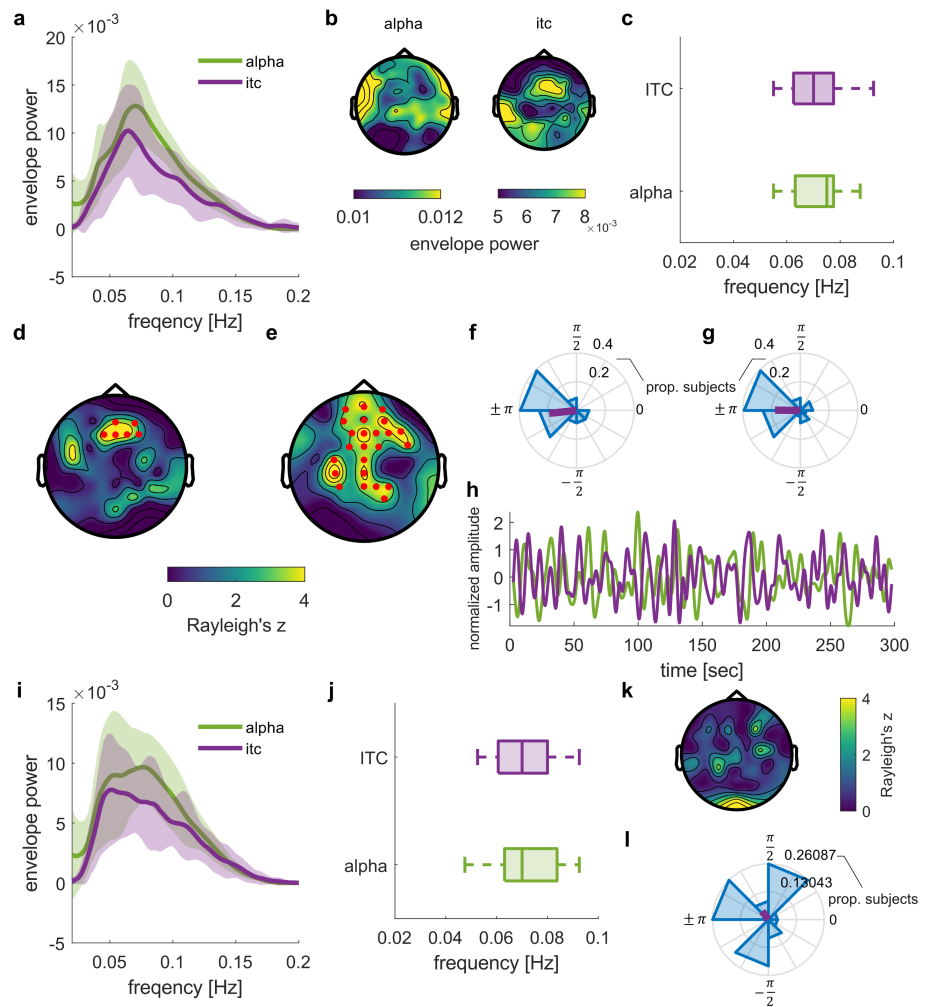 a
×10⁻³
20
15
10
5
0
-5
envelope power
alpha
itc
0.05
0.1
0.15
0.2
freqency [Hz]
b
alpha
itc
0.01
0.012
5
6
7
8
×10⁻³
envelope power
c
ITC
alpha
0.02
0.04
0.06
0.08
0.1
frequency [Hz]
d
e
0
2
4
Rayleigh's z
f
π/2
0.4
0.2
± π
0
-π/2
prop. subjects
g
π/2
0.4
0.2
± π
0
-π/2
h
normalized amplitude
2
1
0
-1
0
50
100
150
200
250
300
time [sec]
i
×10⁻³
15
10
5
0
-5
envelope power
alpha
itc
0.05
0.1
0.15
0.2
freqency [Hz]
j
ITC
alpha
0.02
0.04
0.06
0.08
0.1
frequency [Hz]
k
4
2
0
Rayleigh's z
l
π/2
0.26087
0.13043
prop. subjects
± π
0
-π/2